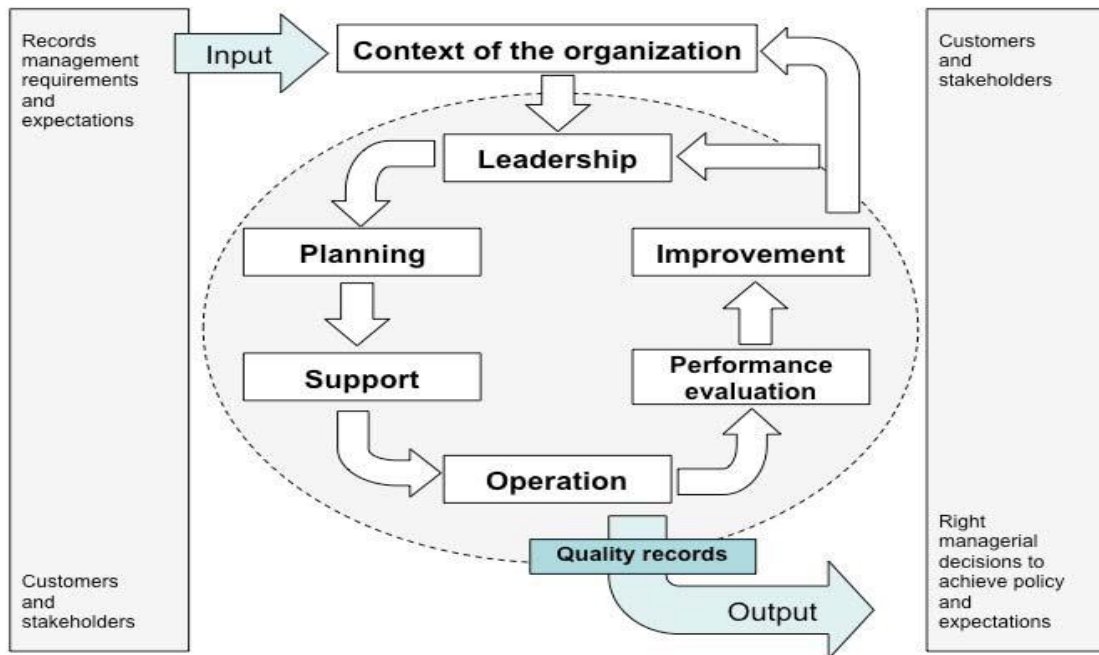 Records
management
requirements
and
expectations
Customers
and
stakeholders
Input
Context of the organization
Leadership
Planning
Support
Operation
Performance
evaluation
Improvement
Quality records
Output
Customers
and
stakeholders
Right
managerial
decisions to
achieve policy
and
expectations